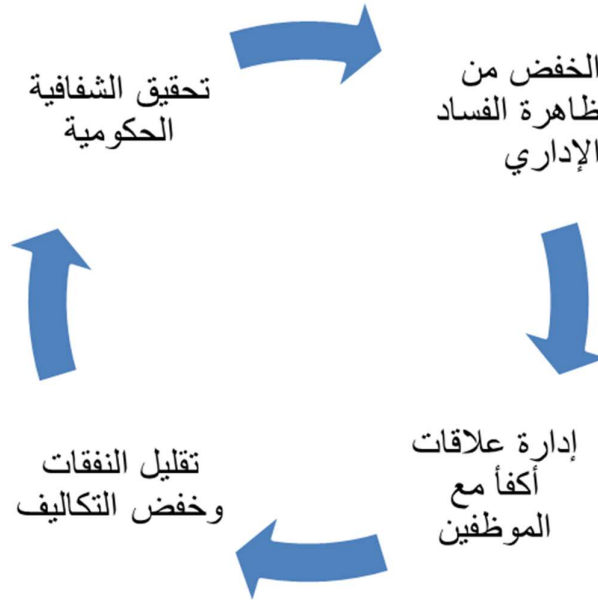 الخفض من
ظاهرة الفساد
الإداري
إدارة علاقات
أكفأ مع
الموظفين
تقليل النفقات
وخفض التكاليف
تحقيق الشفافية
الحكومية